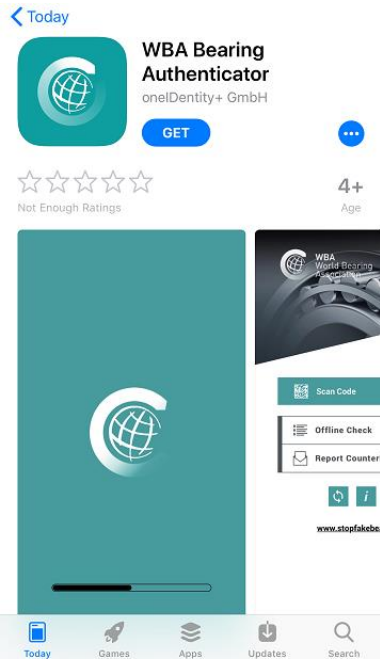 Today
WBA Bearing
Authenticator
oneIDentity+ GmbH
GET
4+
Not Enough Ratings
Age
WBA
World Bearing
Association
Scan Code
Offline Check
Report Counter
i
www.stopfakebe
Today
Games
Apps
Updates
Search